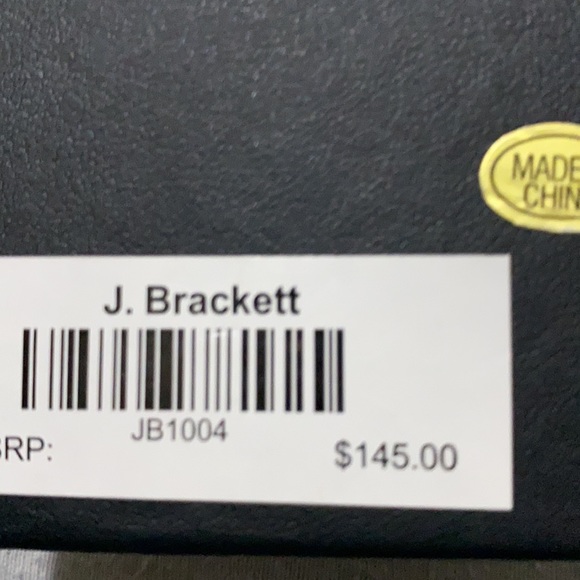 MADE
CHIN
J. Brackett
JB1004
RP: $145.00